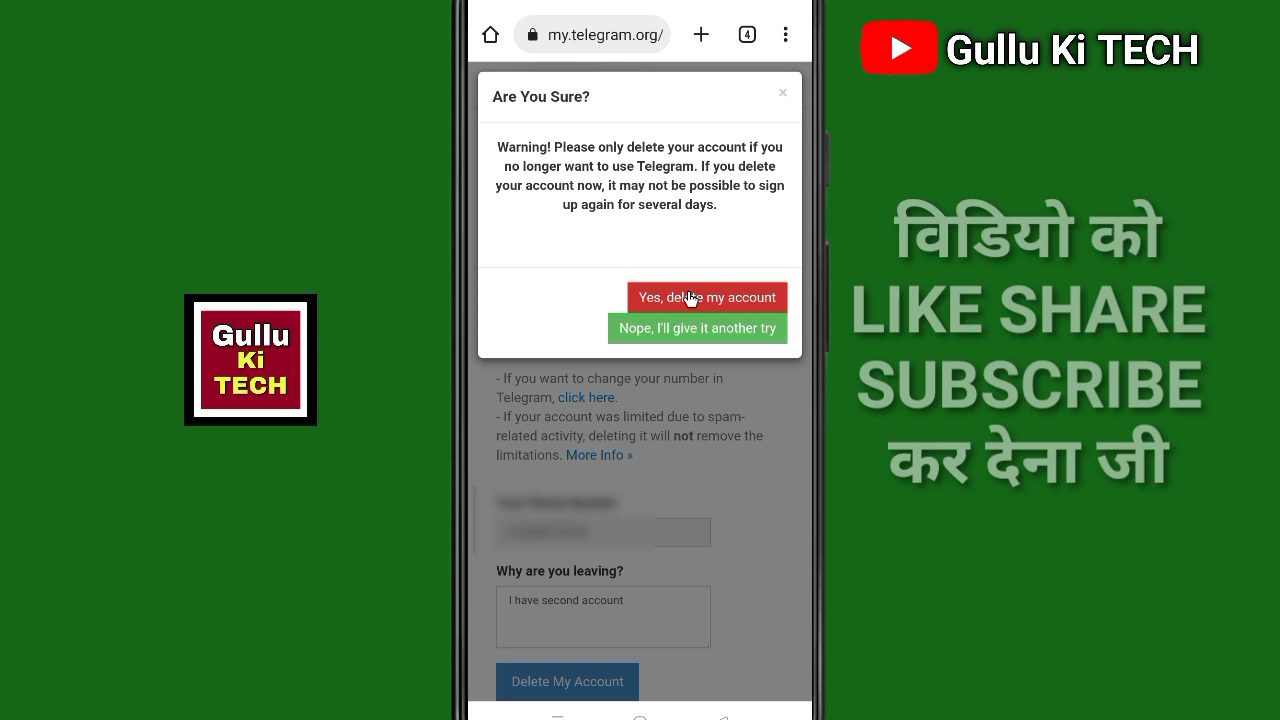 my.telegram.org/
4
Gullu Ki TECH
Are You Sure?
×
Warning! Please only delete your account if you
no longer want to use Telegram. If you delete
your account now, it may not be possible to sign
up again for several days.
Yes, delete my account
Nope, I'll give it another try
- If you want to change your number in
Telegram, click here.
- If your account was limited due to spam-
related activity, deleting it will not remove the
limitations. More Info »
Why are you leaving?
I have second account
Delete My Account
Gullu
Ki
TECH
विडियो को
LIKE SHARE
SUBSCRIBE
कर देना जी